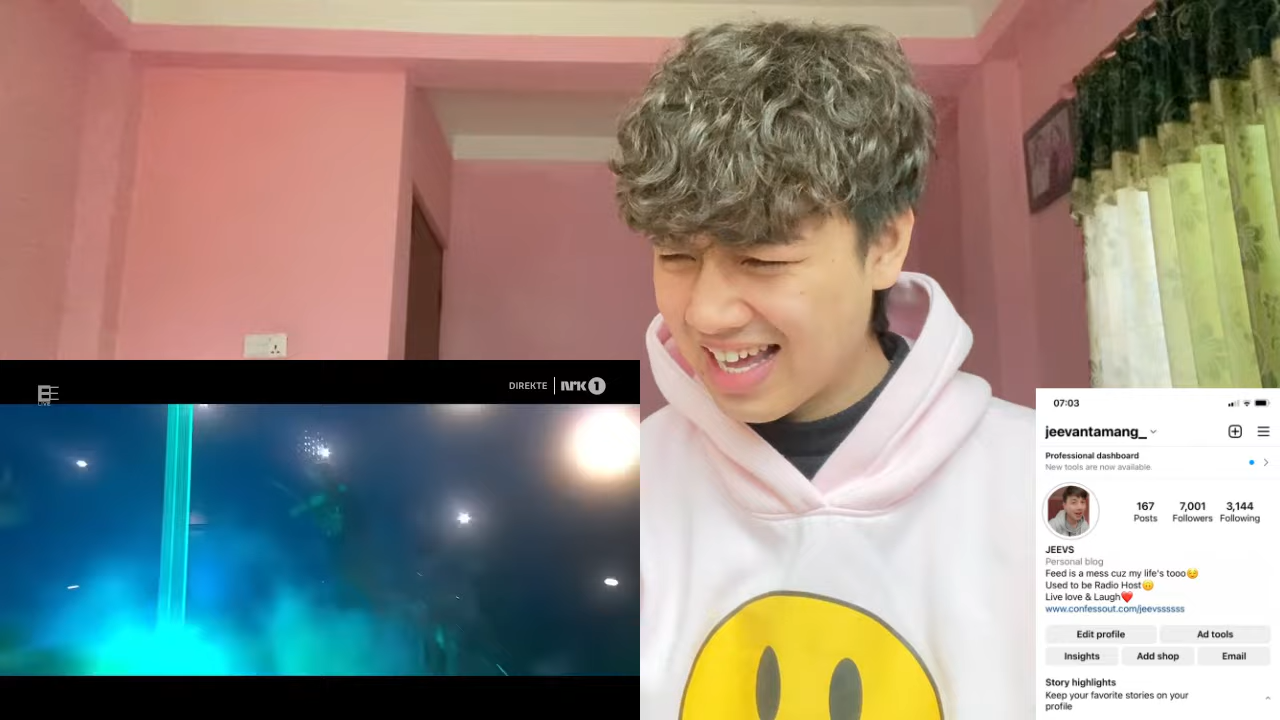 DIREKTE | NRK 1
LIVE
07:03
jeevantamang_
Professional dashboard
New tools are now available.
167 7,001 3,144
Posts Followers Following
JEEVS
Personal blog
Feed is a mess cuz my life's tooo☺️
Used to be Radio Host🙃
Live love & Laugh❤️
www.confessout.com/jeevssssss
Edit profile Ad tools
Insights Add shop Email
Story highlights
Keep your favorite stories on your
profile